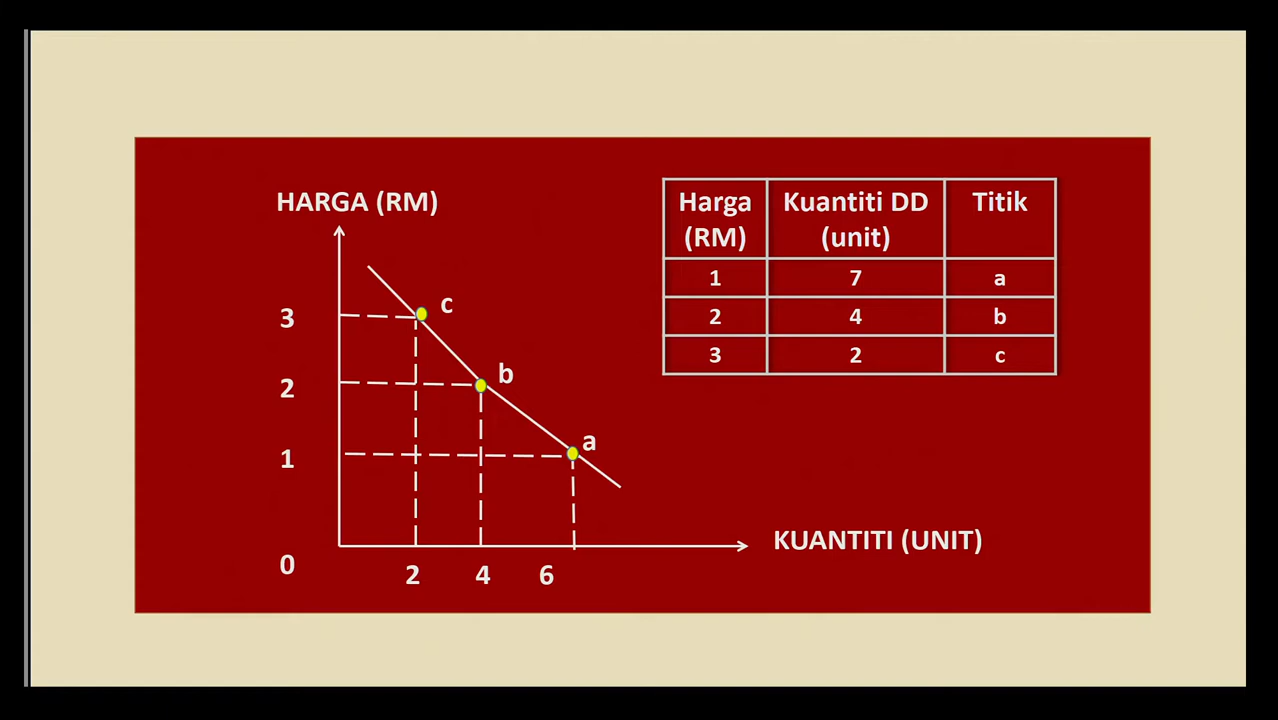 HARGA (RM)
3
c
2
b
1
a
0
2 4 6
KUANTITI (UNIT)
Harga (RM) Kuantiti DD (unit) Titik
1 7 a
2 4 b
3 2 c